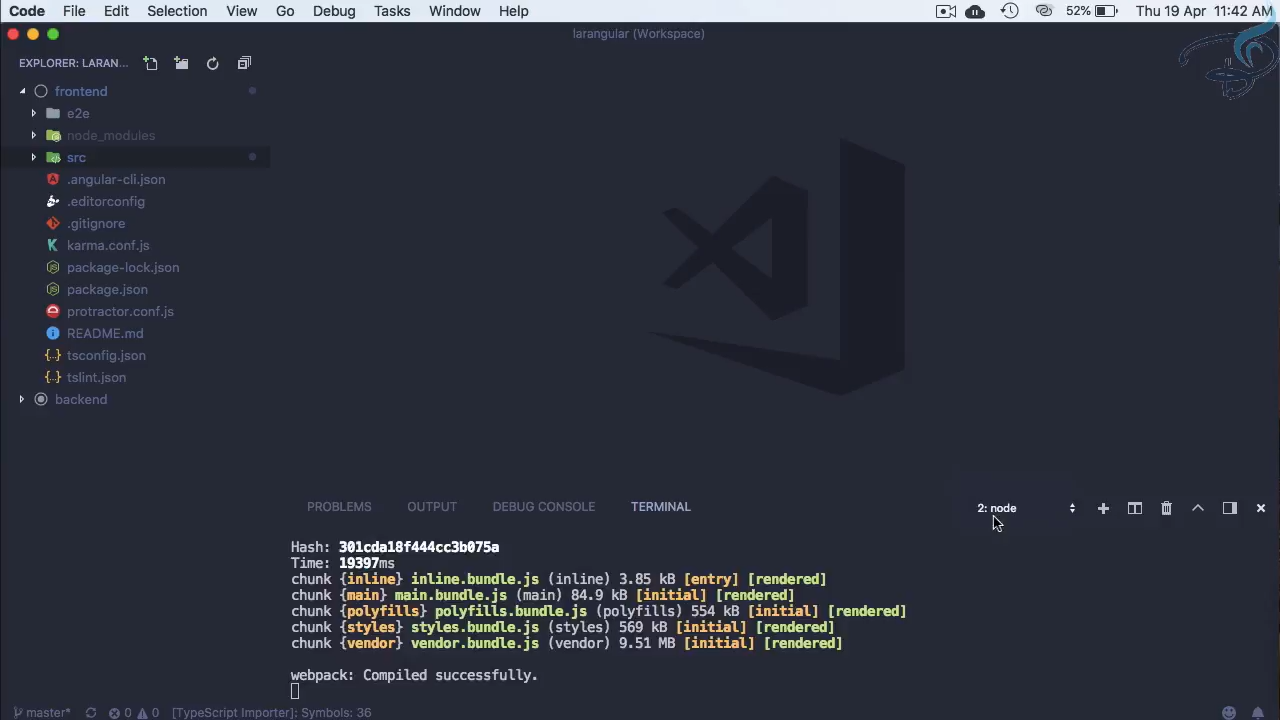 Code File Edit Selection View Go Debug Tasks Window Help 52% Thu 19 Apr 11:42 AM
larangular (Workspace)
EXPLORER: LARAN...
frontend
e2e
node_modules
src
.angular-cli.json
.editorconfig
.gitignore
karma.conf.js
package-lock.json
package.json
protractor.conf.js
README.md
tsconfig.json
tslint.json
backend
PROBLEMS OUTPUT DEBUG CONSOLE TERMINAL 2: node
Hash: 301cda18f444cc3b075a
Time: 19397ms
chunk {inline} inline.bundle.js (inline) 3.85 kB [entry] [rendered]
chunk {main} main.bundle.js (main) 84.9 kB [initial] [rendered]
chunk {polyfills} polyfills.bundle.js (polyfills) 554 kB [initial] [rendered]
chunk {styles} styles.bundle.js (styles) 569 kB [initial] [rendered]
chunk {vendor} vendor.bundle.js (vendor) 9.51 MB [initial] [rendered]
webpack: Compiled successfully.
master* 0 0 [TypeScript Importer]: Symbols: 36